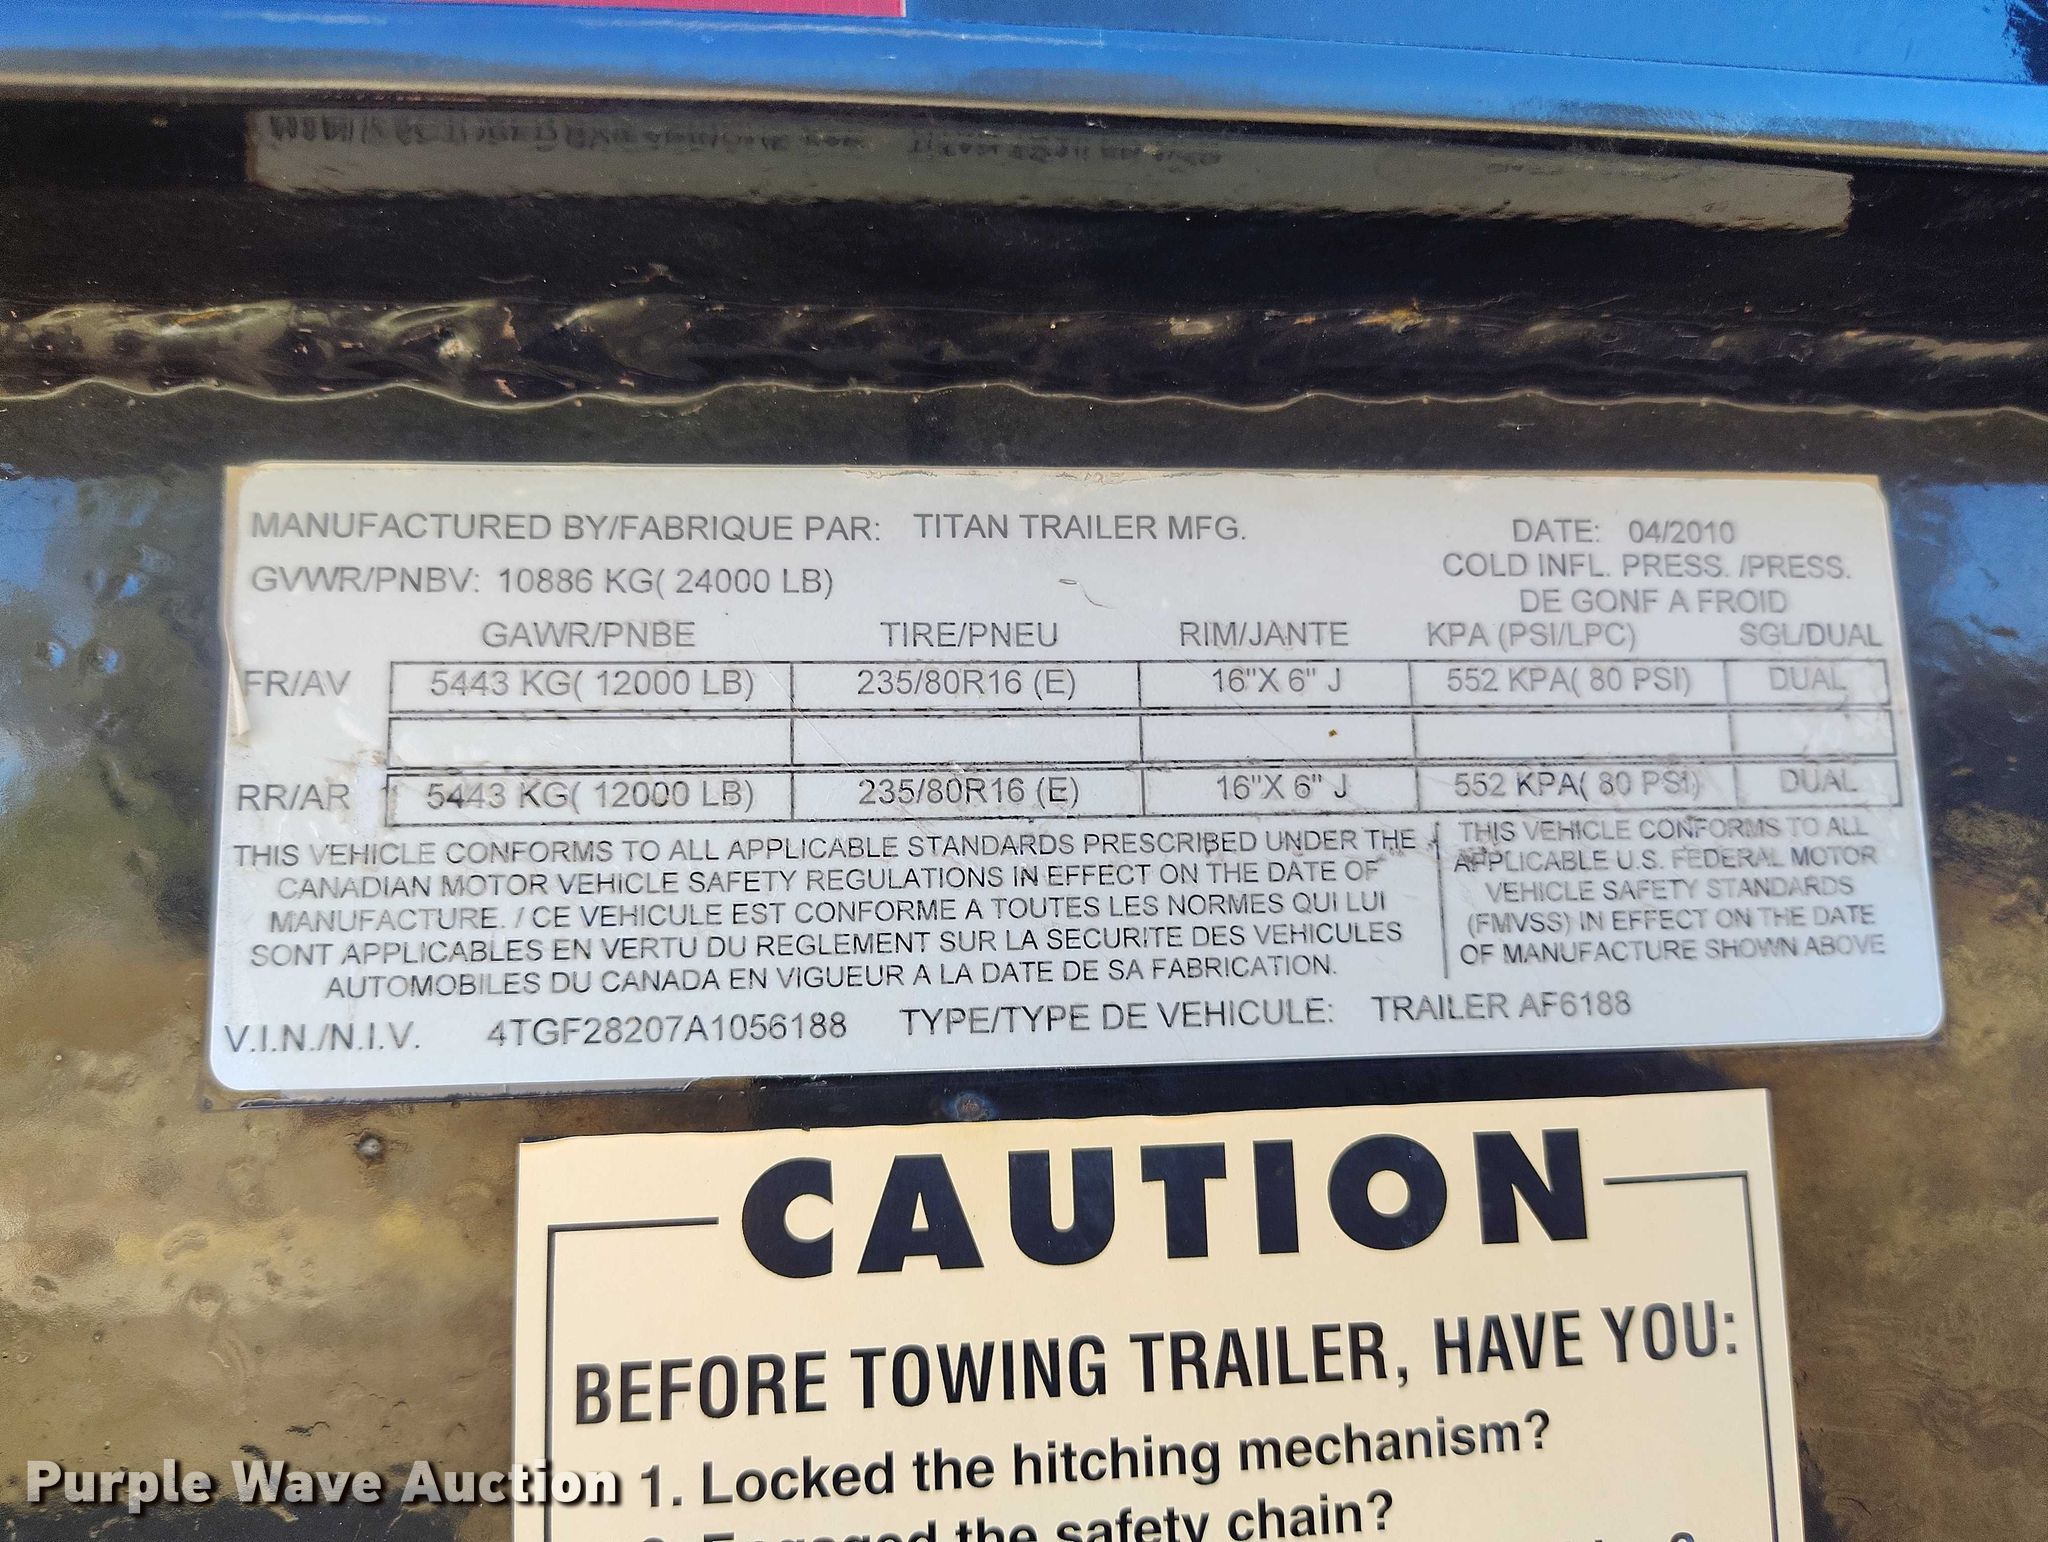 MANUFACTURED BY/FABRIQUE PAR: TITAN TRAILER MFG. DATE: 04/2010
GVWR/PNBV: 10886 KG( 24000 LB) COLD INFL. PRESS. /PRESS.
DE GONF A FROID
GAWR/PNBE TIRE/PNEU RIM/JANTE KPA (PSI/LPC) SGL/DUAL
FR/AV 5443 KG( 12000 LB) 235/80R16 (E) 16"X 6" J 552 KPA( 80 PSI) DUAL
RR/AR 5443 KG( 12000 LB) 235/80R16 (E) 16"X 6" J 552 KPA( 80 PSI) DUAL
THIS VEHICLE CONFORMS TO ALL APPLICABLE STANDARDS PRESCRIBED UNDER THE
CANADIAN MOTOR VEHICLE SAFETY REGULATIONS IN EFFECT ON THE DATE OF
MANUFACTURE. / CE VEHICULE EST CONFORME A TOUTES LES NORMES QUI LUI
SONT APPLICABLES EN VERTU DU REGLEMENT SUR LA SECURITE DES VEHICULES
AUTOMOBILES DU CANADA EN VIGUEUR A LA DATE DE SA FABRICATION.
THIS VEHICLE CONFORMS TO ALL
APPLICABLE U.S. FEDERAL MOTOR
VEHICLE SAFETY STANDARDS
(FMVSS) IN EFFECT ON THE DATE
OF MANUFACTURE SHOWN ABOVE
V.I.N./N.I.V. 4TGF28207A1056188 TYPE/TYPE DE VEHICULE: TRAILER AF6188
CAUTION
BEFORE TOWING TRAILER, HAVE YOU:
1. Locked the hitching mechanism?
Engaged the safety chain?
Purple Wave Auction